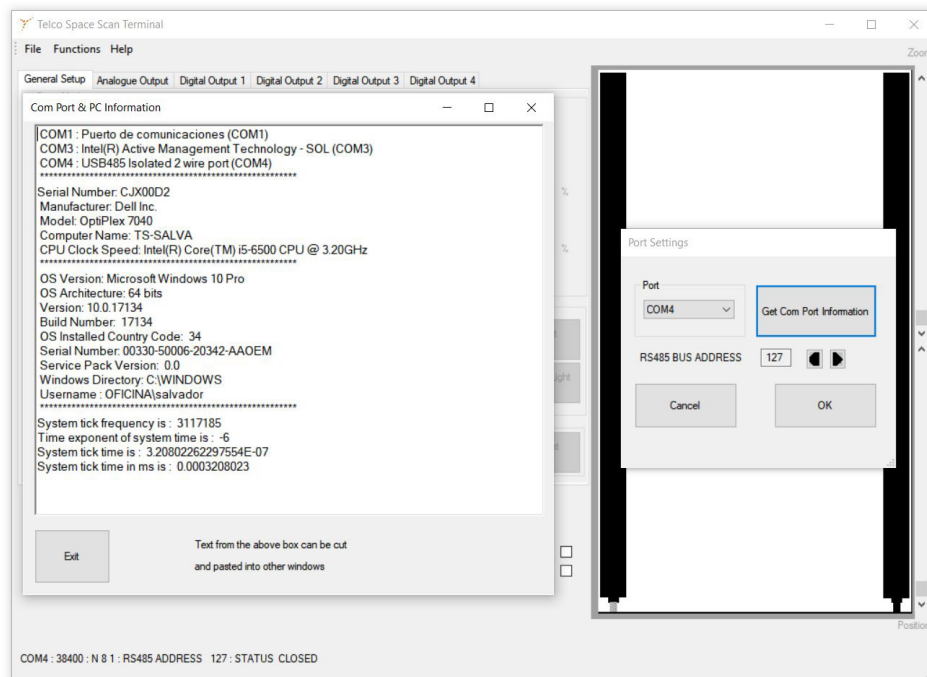 Telco Space Scan Terminal
File Functions Help
Zoom
General Setup Analogue Output Digital Output 1 Digital Output 2 Digital Output 3 Digital Output 4
Com Port & PC Information
COM1 : Puerto de comunicaciones (COM1)
COM3 : Intel(R) Active Management Technology - SOL (COM3)
COM4 : USB485 Isolated 2 wire port (COM4)
**********************************************************
Serial Number: CJX00D2
Manufacturer: Dell Inc.
Model: OptiPlex 7040
Computer Name: TS-SALVA
CPU Clock Speed: Intel(R) Core(TM) i5-6500 CPU @ 3.20GHz
**********************************************************
OS Version: Microsoft Windows 10 Pro
OS Architecture: 64 bits
Version: 10.0.17134
Build Number: 17134
OS Installed Country Code: 34
Serial Number: 00330-50006-20342-AAOEM
Service Pack Version: 0.0
Windows Directory: C:\WINDOWS
Username : OFICINA\salvador
**********************************************************
System tick frequency is : 3117185
Time exponent of system time is : -6
System tick time is : 3.20802262297554E-07
System tick time in ms is : 0.0003208023
Exit
Text from the above box can be cut
and pasted into other windows
%
%
Port Settings
Port
COM4
Get Com Port Information
RS485 BUS ADDRESS 127
Cancel OK
Position
COM4 : 38400 : N 8 1 : RS485 ADDRESS 127 : STATUS CLOSED